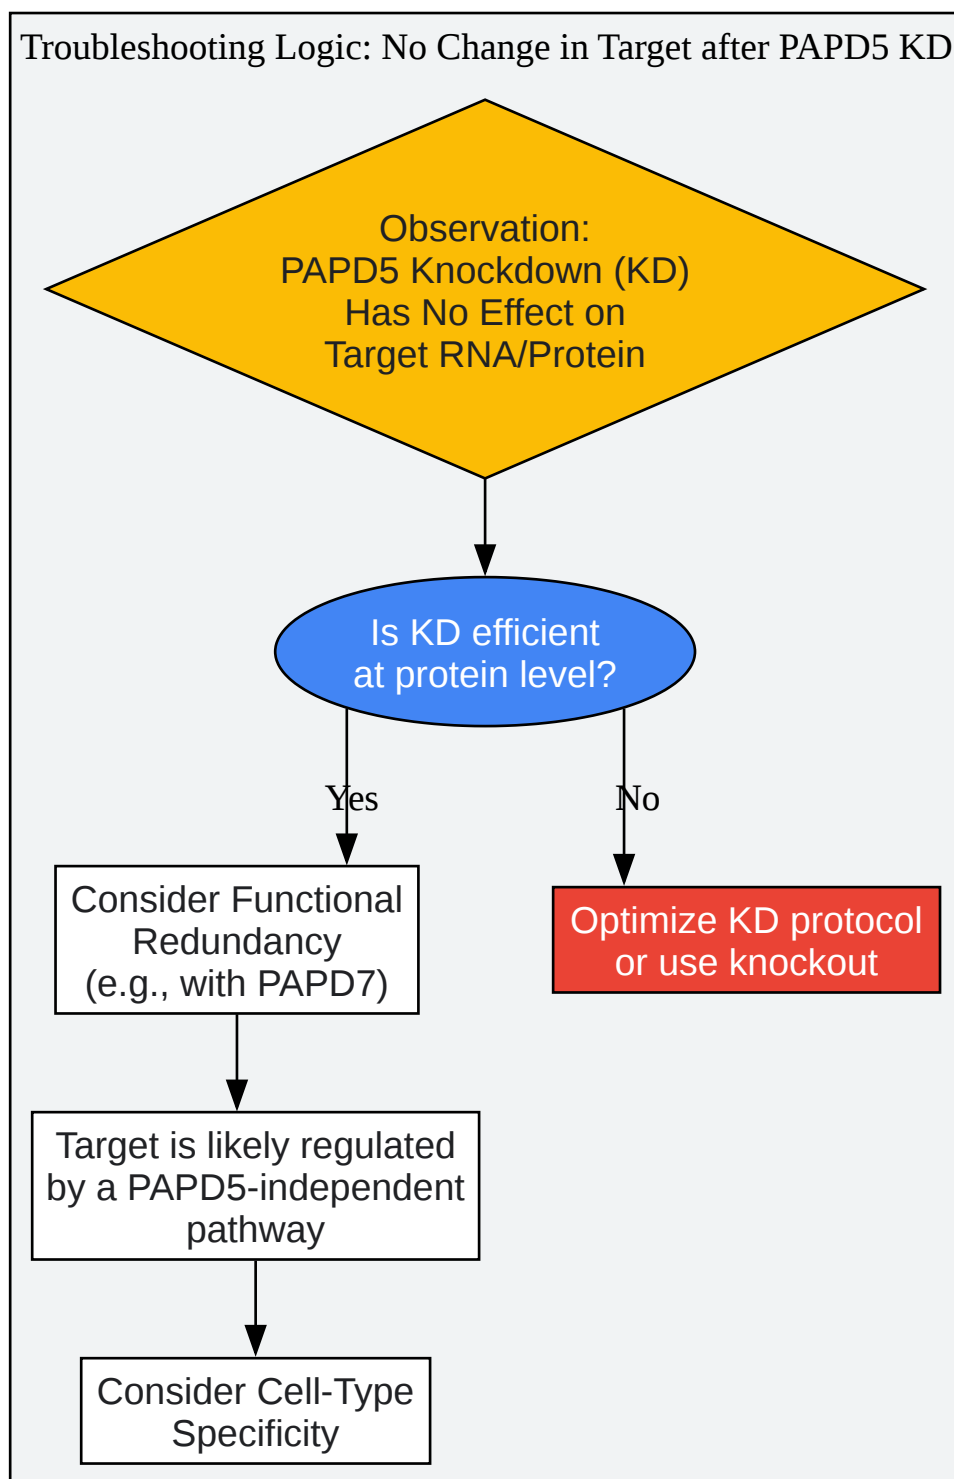 Troubleshooting Logic: No Change in Target after PAPD5 KD
Observation:
PAPD5 Knockdown (KD)
Has No Effect on
Target RNA/Protein
Is KD efficient
at protein level?
Yes
No
Consider Functional
Redundancy
(e.g., with PAPD7)
Optimize KD protocol
or use knockout
Target is likely regulated
by a PAPD5-independent
pathway
Consider Cell-Type
Specificity